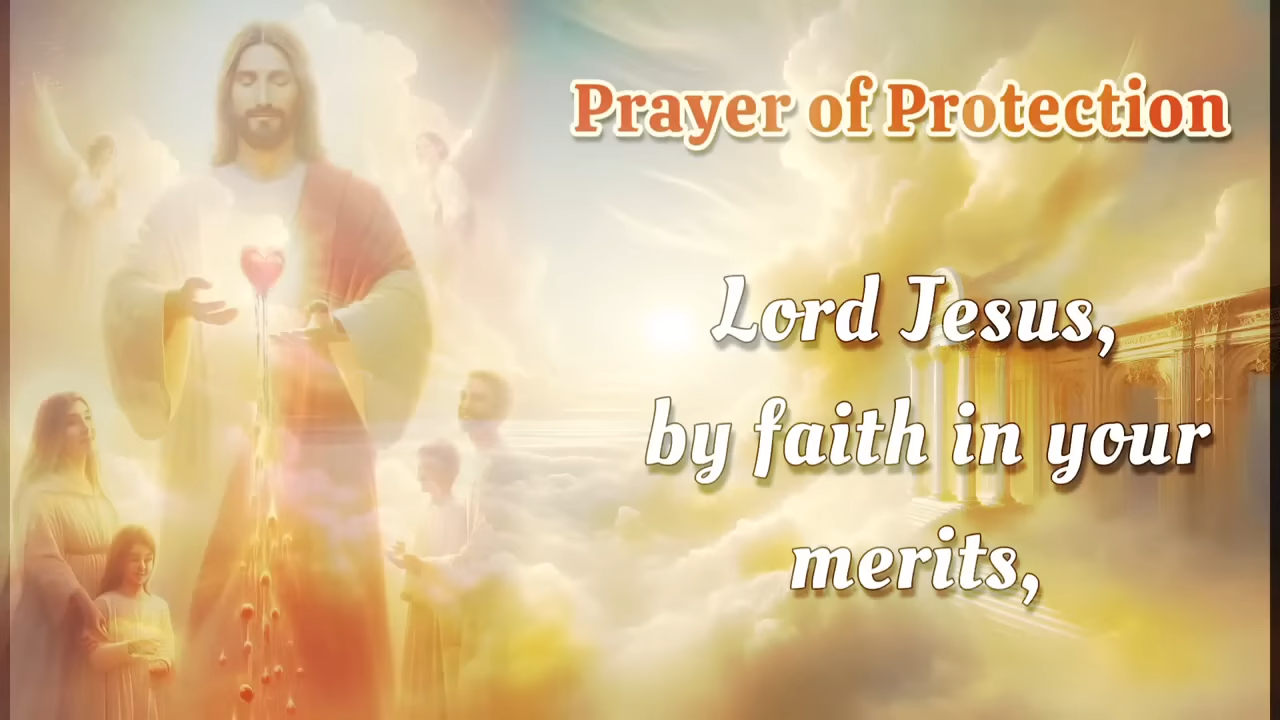 Prayer of Protection
Lord Jesus,
by faith in your
merits,